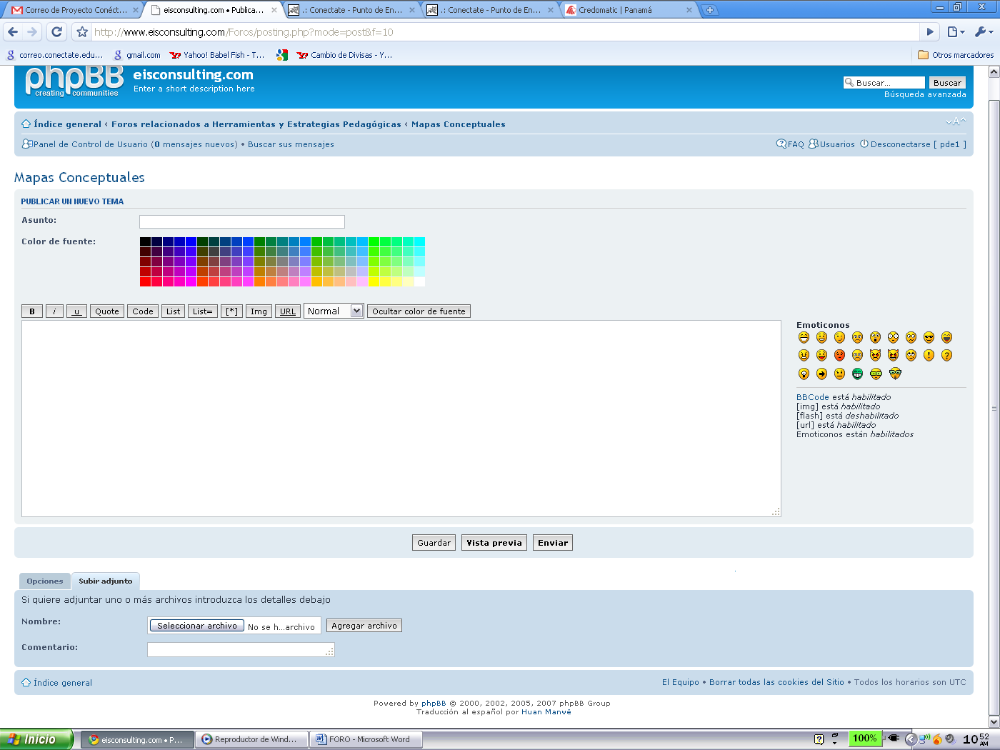 Correo de Proyecto Conéct...
eisconsulting.com • Publica...
.: Conectate - Punto de En...
.: Conectate - Punto de En...
Credomatic | Panamá
http://www.eisconsulting.com/Foros/posting.php?mode=post&f=10
correo.conectate.edu...
gmail.com
Yahoo! Babel Fish - T...
Cambio de Divisas - Y...
Otros marcadores
phpBB
creating communities
eisconsulting.com
Enter a short description here
Buscar...
Buscar
Búsqueda avanzada
Índice general ‹ Foros relacionados a Herramientas y Estrategias Pedagógicas ‹ Mapas Conceptuales
A
Panel de Control de Usuario (0 mensajes nuevos) • Buscar sus mensajes
FAQ
Usuarios
Desconectarse [ pde1 ]
Mapas Conceptuales
PUBLICAR UN NUEVO TEMA
Asunto:
Color de fuente:
B
i
u
Quote
Code
List
List=
[*]
Img
URL
Normal
Ocultar color de fuente
Emoticonos
BBCode está habilitado
[img] está habilitado
[flash] está deshabilitado
[url] está habilitado
Emoticonos están habilitados
Guardar
Vista previa
Enviar
Opciones
Subir adjunto
Si quiere adjuntar uno o más archivos introduzca los detalles debajo
Nombre:
Seleccionar archivo
No se h...archivo
Agregar archivo
Comentario:
Índice general
El Equipo • Borrar todas las cookies del Sitio • Todos los horarios son UTC
Powered by phpBB © 2000, 2002, 2005, 2007 phpBB Group
Traducción al español por Huan Manwë
Inicio
eisconsulting.com • P...
Reproductor de Wind...
FORO - Microsoft Word
100%
10 52 AM